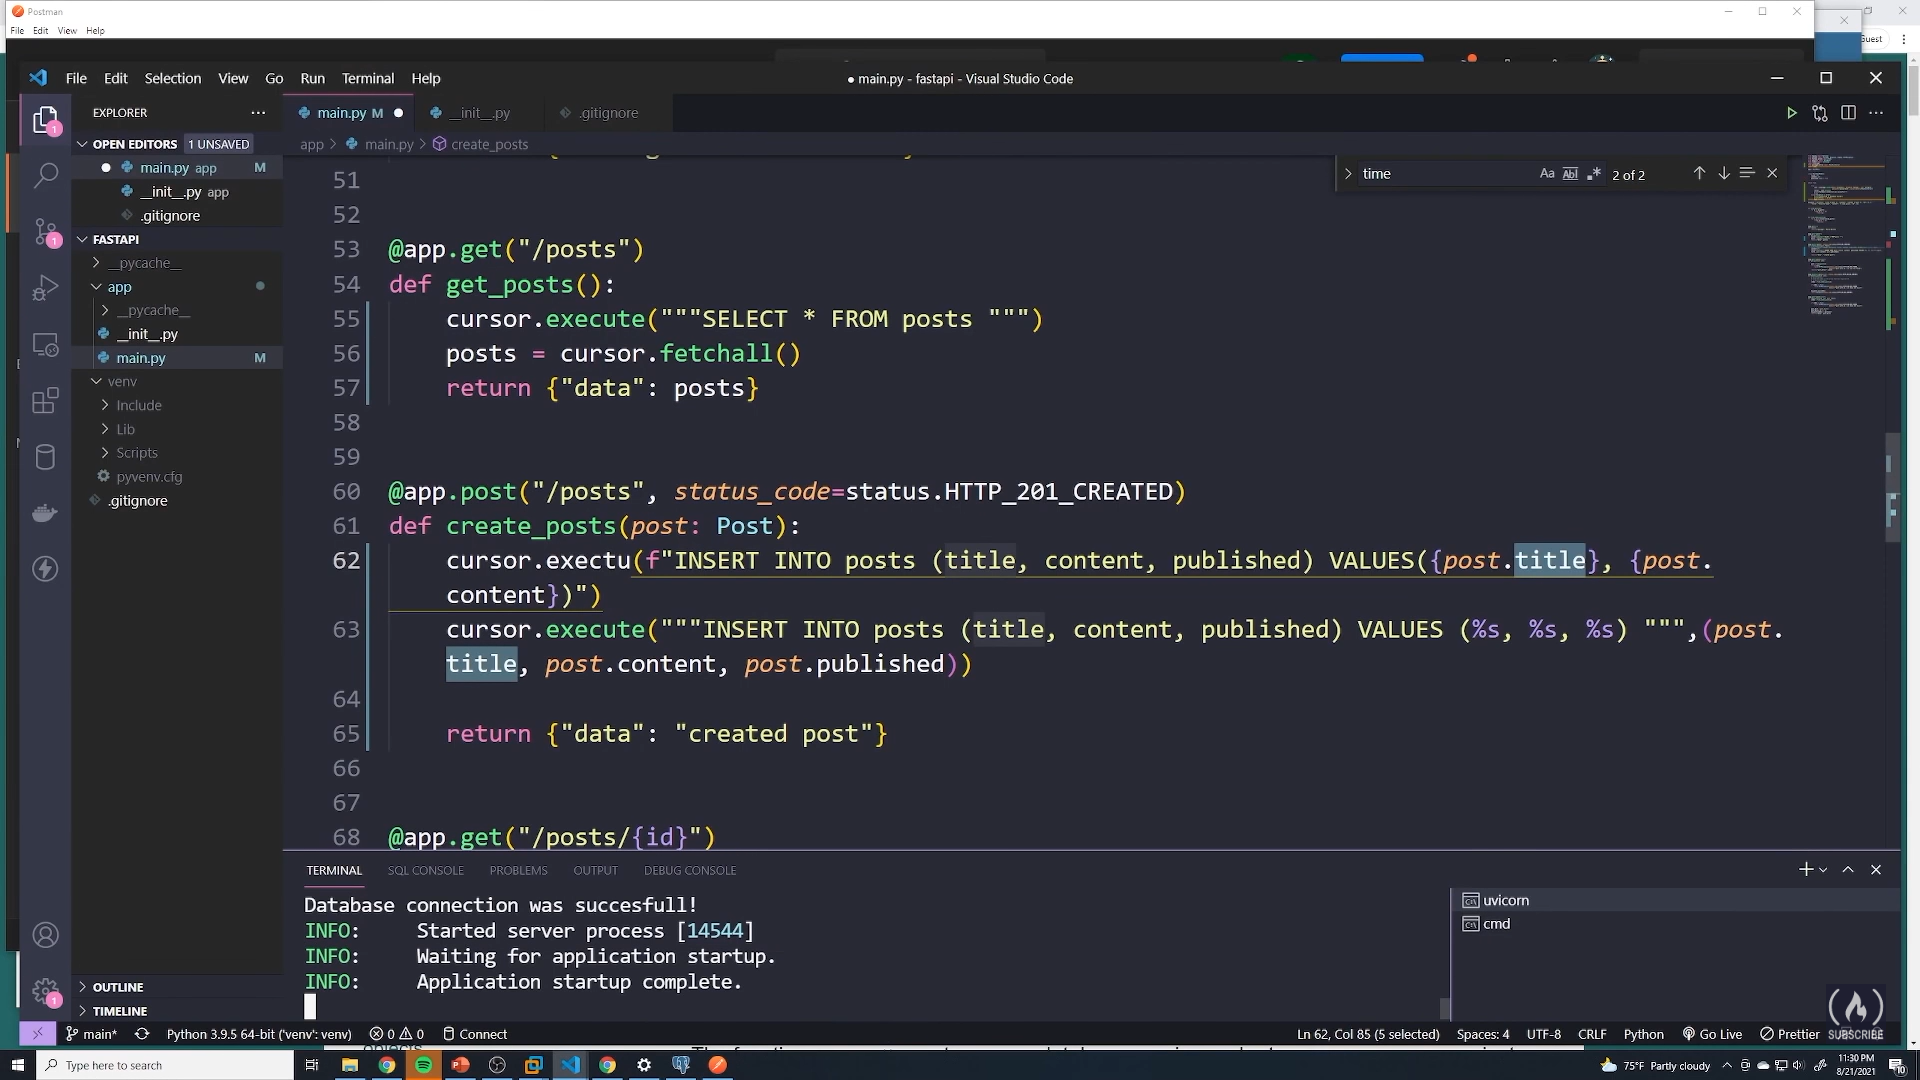 Postman
File Edit View Help
Guest
File Edit Selection View Go Run Terminal Help
● main.py - fastapi - Visual Studio Code
EXPLORER
main.py M
__init__.py
.gitignore
OPEN EDITORS 1 UNSAVED
app > main.py > create_posts
main.py app M
__init__.py app
.gitignore
FASTAPI
__pycache__
app
__pycache__
__init__.py
main.py M
venv
Include
Lib
Scripts
pyvenv.cfg
.gitignore
OUTLINE
TIMELINE
time
Aa Abl .* 2 of 2
51
52
53 @app.get("/posts")
54 def get_posts():
55 cursor.execute("""SELECT * FROM posts """)
56 posts = cursor.fetchall()
57 return {"data": posts}
58
59
60 @app.post("/posts", status_code=status.HTTP_201_CREATED)
61 def create_posts(post: Post):
62 cursor.exectu(f"INSERT INTO posts (title, content, published) VALUES({post.title}, {post.
content})")
63 cursor.execute("""INSERT INTO posts (title, content, published) VALUES (%s, %s, %s) """,(post.
title, post.content, post.published))
64
65 return {"data": "created post"}
66
67
68 @app.get("/posts/{id}")
TERMINAL SQL CONSOLE PROBLEMS OUTPUT DEBUG CONSOLE
Database connection was succesfull!
INFO: Started server process [14544]
INFO: Waiting for application startup.
INFO: Application startup complete.
uvicorn
cmd
SUBSCRIBE
main* Python 3.9.5 64-bit ('venv': venv) 0 0 Connect
Ln 62, Col 85 (5 selected) Spaces: 4 UTF-8 CRLF Python Go Live Prettier
Type here to search
75°F Partly cloudy
11:30 PM
8/21/2021
10